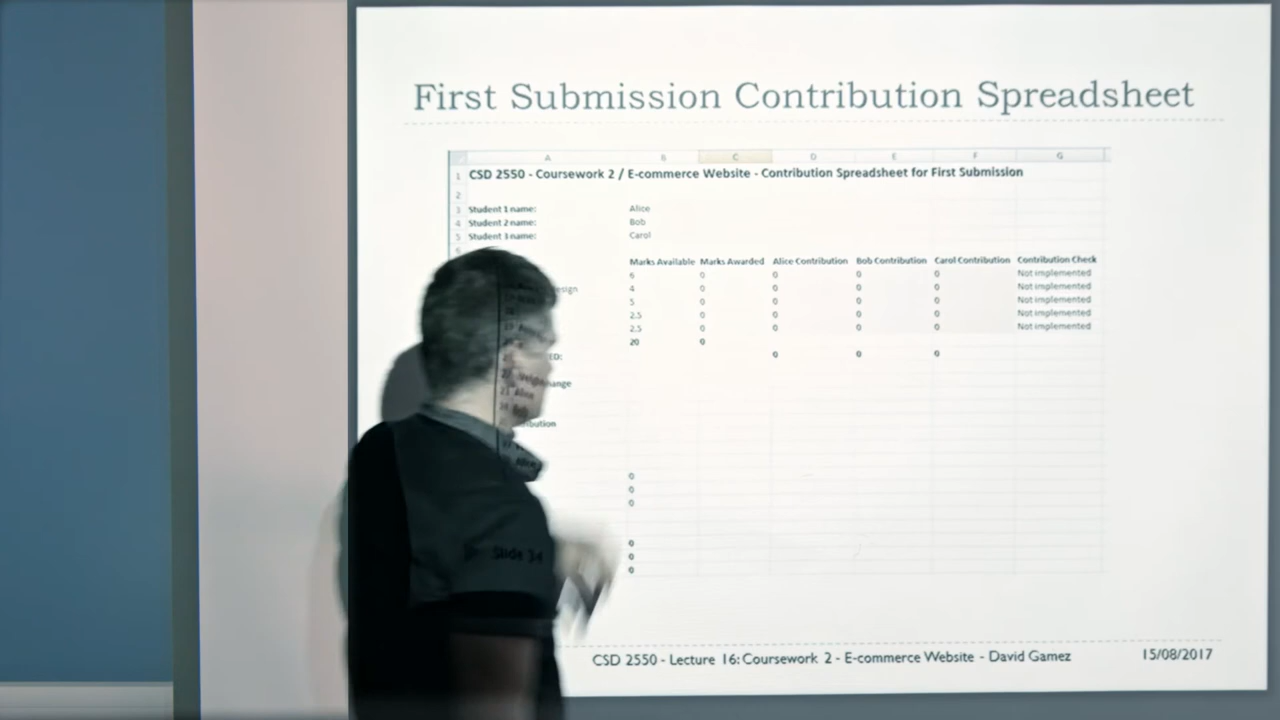 First Submission Contribution Spreadsheet
A B C D E F G
1 CSD 2550 - Coursework 2 / E-commerce Website - Contribution Spreadsheet for First Submission
2
3 Student 1 name: Alice
4 Student 2 name: Bob
5 Student 3 name: Carol
6
Marks Available Marks Awarded Alice Contribution Bob Contribution Carol Contribution Contribution Check
6 0 0 0 0 Not implemented
4 0 0 0 0 Not implemented
5 0 0 0 0 Not implemented
2.5 0 0 0 0 Not implemented
2.5 0 0 0 0 Not implemented
20 0
0 0 0
Alice
Bob
0
0
0
0
0
0
Slide 34
CSD 2550 - Lecture 16: Coursework 2 - E-commerce Website - David Gamez 15/08/2017